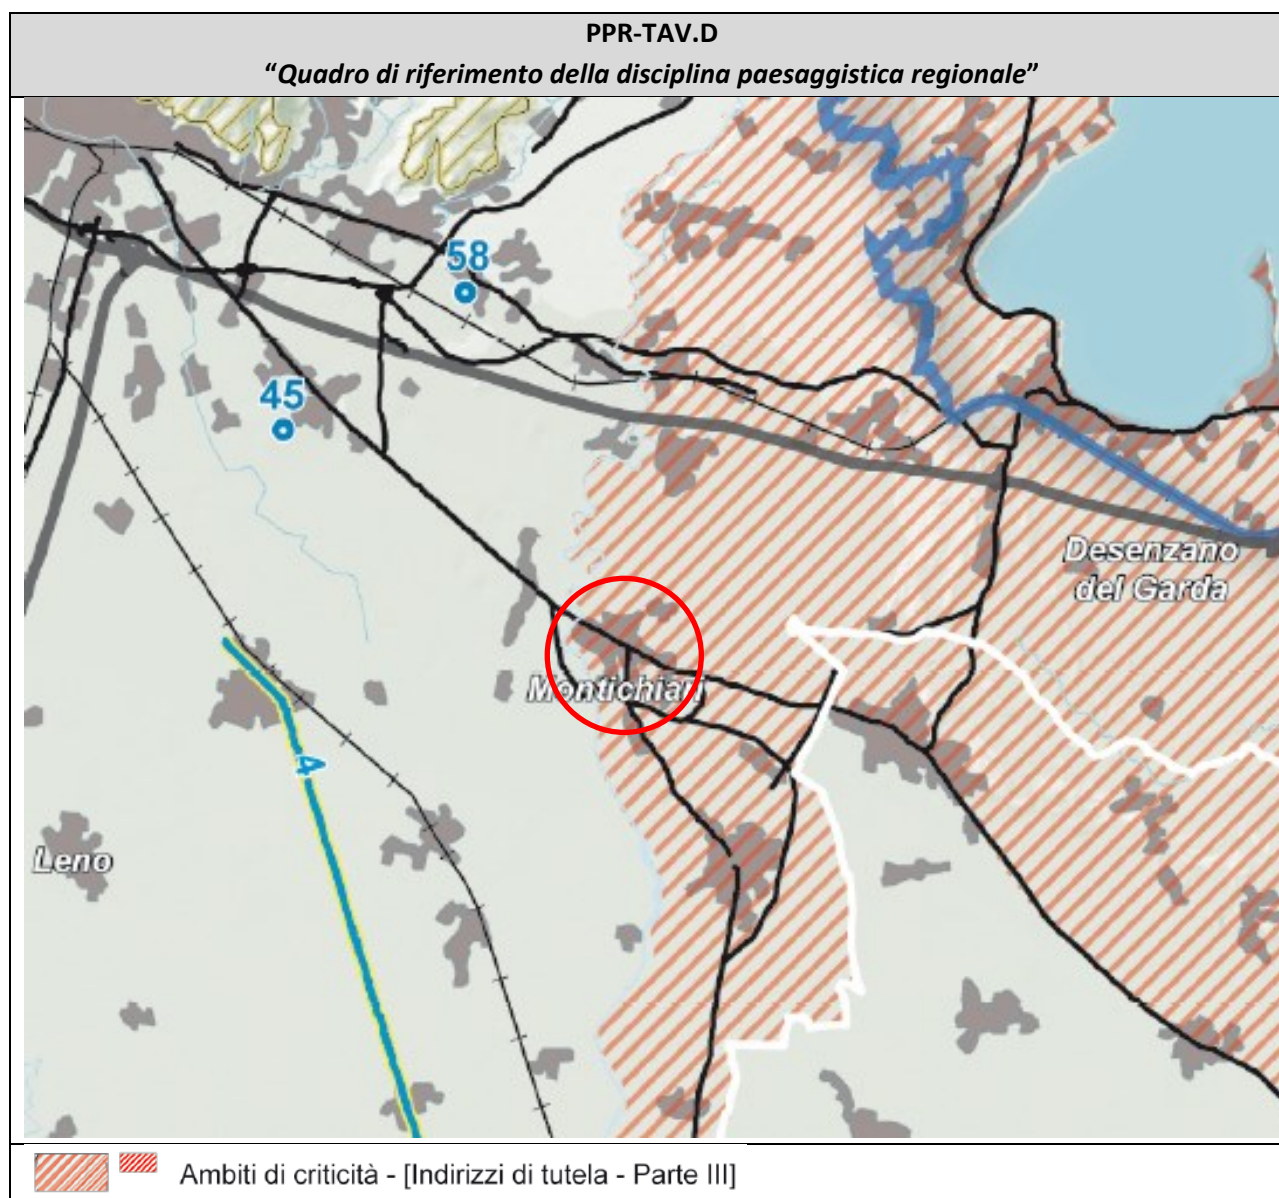 PPR-TAV.D
“Quadro di riferimento della disciplina paesaggistica regionale”
58
45
Desenzano
del Garda
Montichiari
4
Leno
Ambiti di criticità - [Indirizzi di tutela - Parte III]